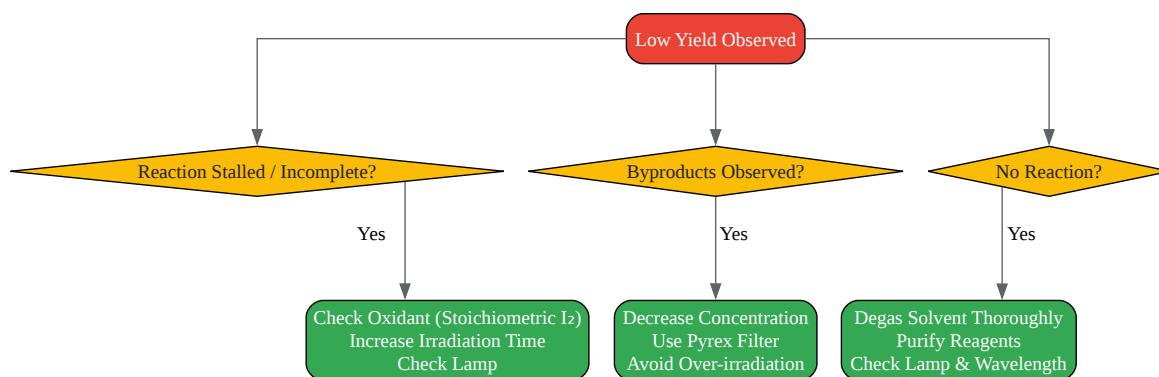 Low Yield Observed
Reaction Stalled / Incomplete?
Byproducts Observed?
No Reaction?
Yes
Yes
Yes
Check Oxidant (Stoichiometric I₂)
Increase Irradiation Time
Check Lamp
Decrease Concentration
Use Pyrex Filter
Avoid Over-irradiation
Degas Solvent Thoroughly
Purify Reagents
Check Lamp & Wavelength